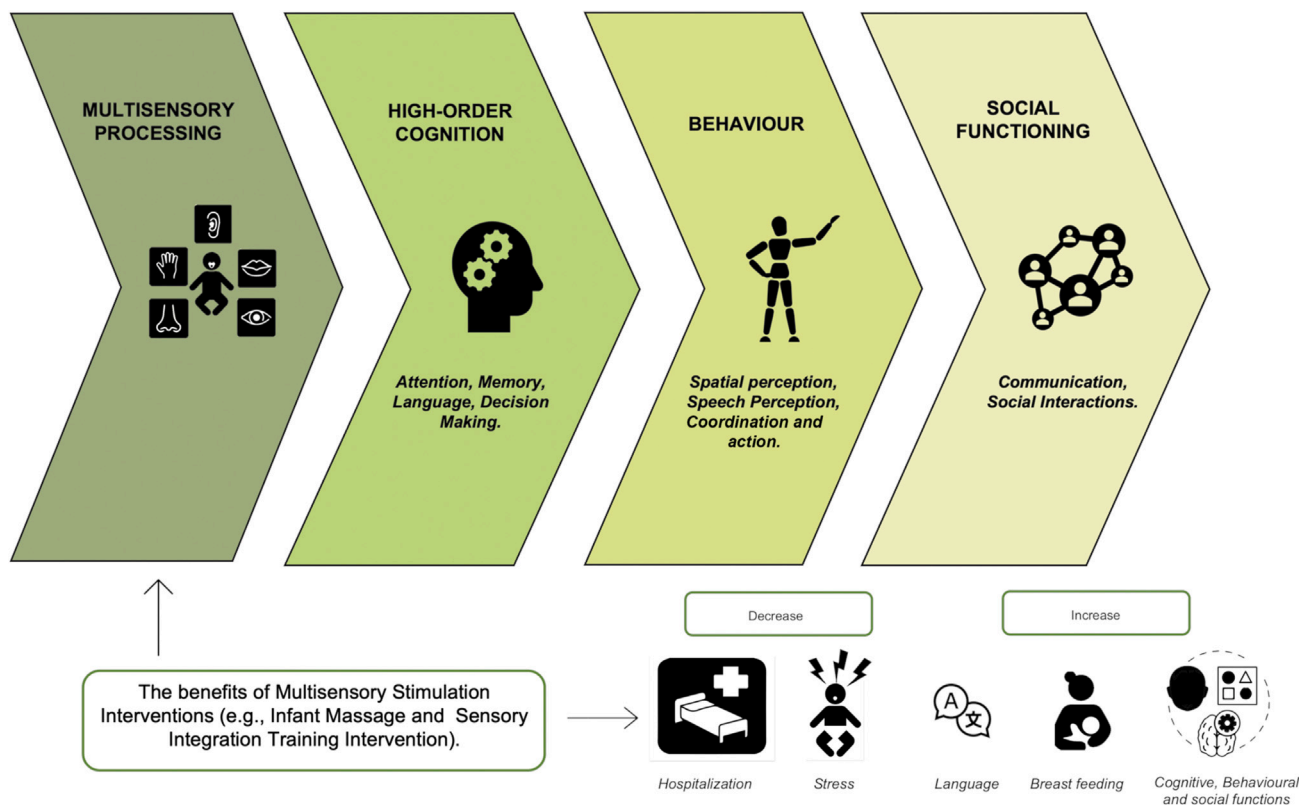 MULTISENSORY
PROCESSING
HIGH-ORDER
COGNITION
BEHAVIOUR
SOCIAL
FUNCTIONING
Attention, Memory,
Language, Decision
Making.
Spatial perception,
Speech Perception,
Coordination and
action.
Communication,
Social Interactions.
Decrease
Increase
The benefits of Multisensory Stimulation
Interventions (e.g., Infant Massage and Sensory
Integration Training Intervention).
A
文
Hospitalization
Stress
Language
Breast feeding
Cognitive, Behavioural
and social functions